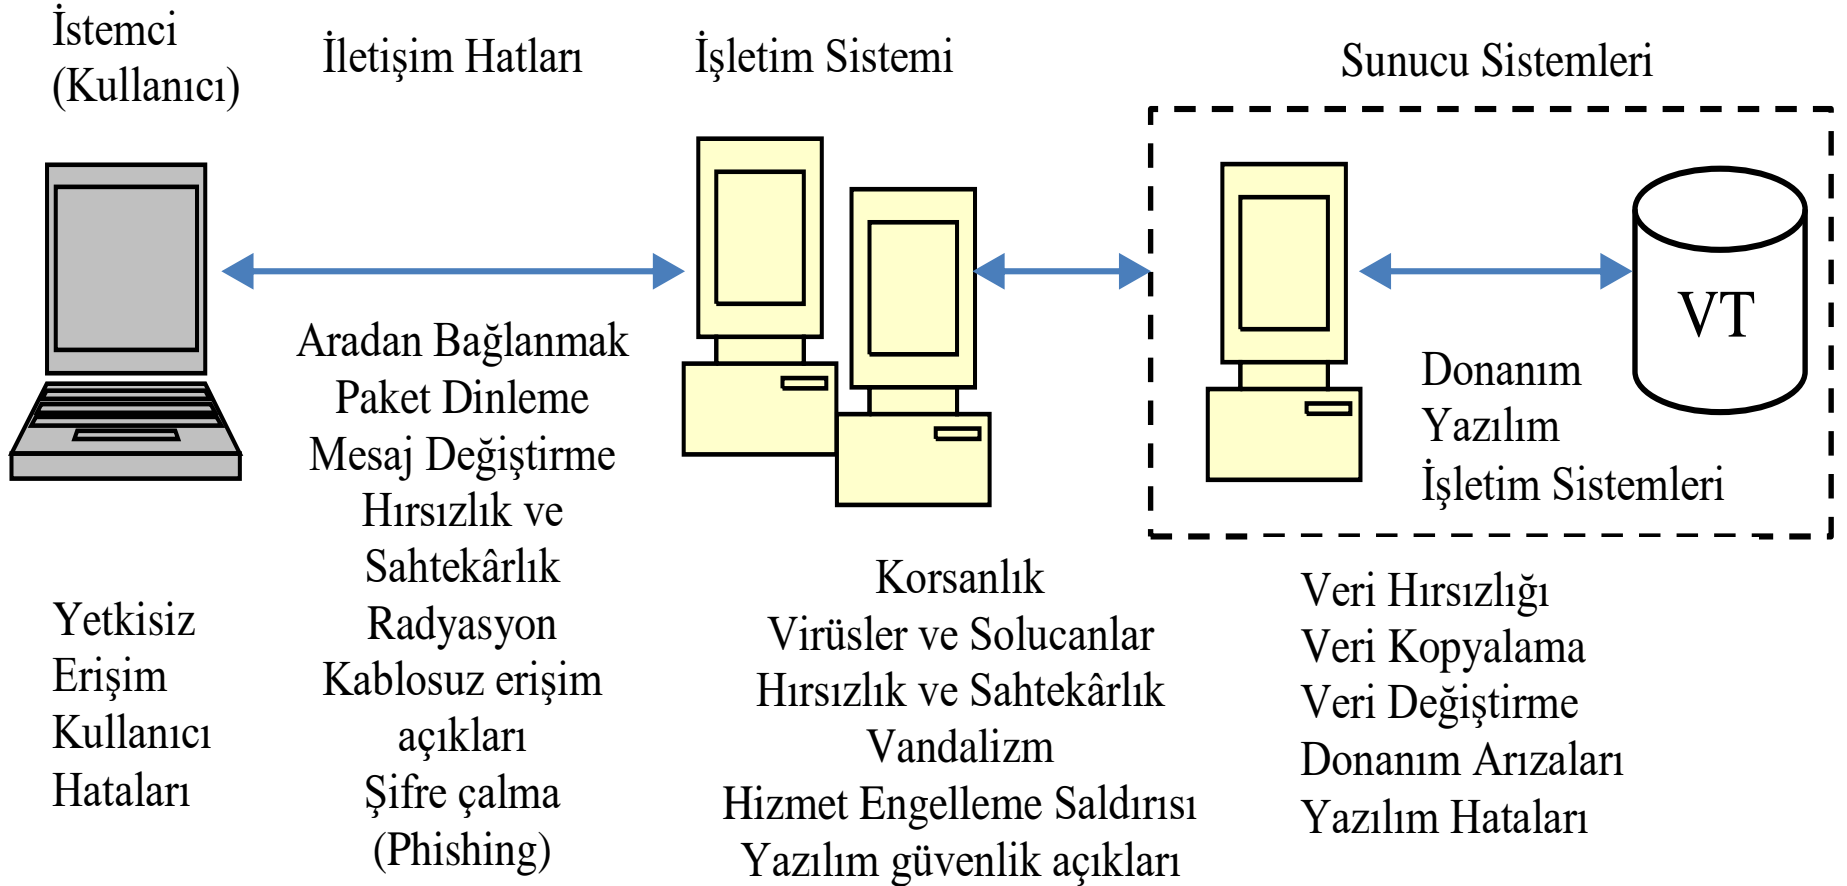 İstemci
(Kullanıcı)
İletişim Hatları
İşletim Sistemi
Sunucu Sistemleri
VT
Donanım
Yazılım
İşletim Sistemleri
Yetkisiz
Erişim
Kullanıcı
Hataları
Aradan Bağlanmak
Paket Dinleme
Mesaj Değiştirme
Hırsızlık ve
Sahtekârlık
Radyasyon
Kablosuz erişim
açıkları
Şifre çalma
(Phishing)
Korsanlık
Virüsler ve Solucanlar
Hırsızlık ve Sahtekârlık
Vandalizm
Hizmet Engelleme Saldırısı
Yazılım güvenlik açıkları
Veri Hırsızlığı
Veri Kopyalama
Veri Değiştirme
Donanım Arızaları
Yazılım Hataları